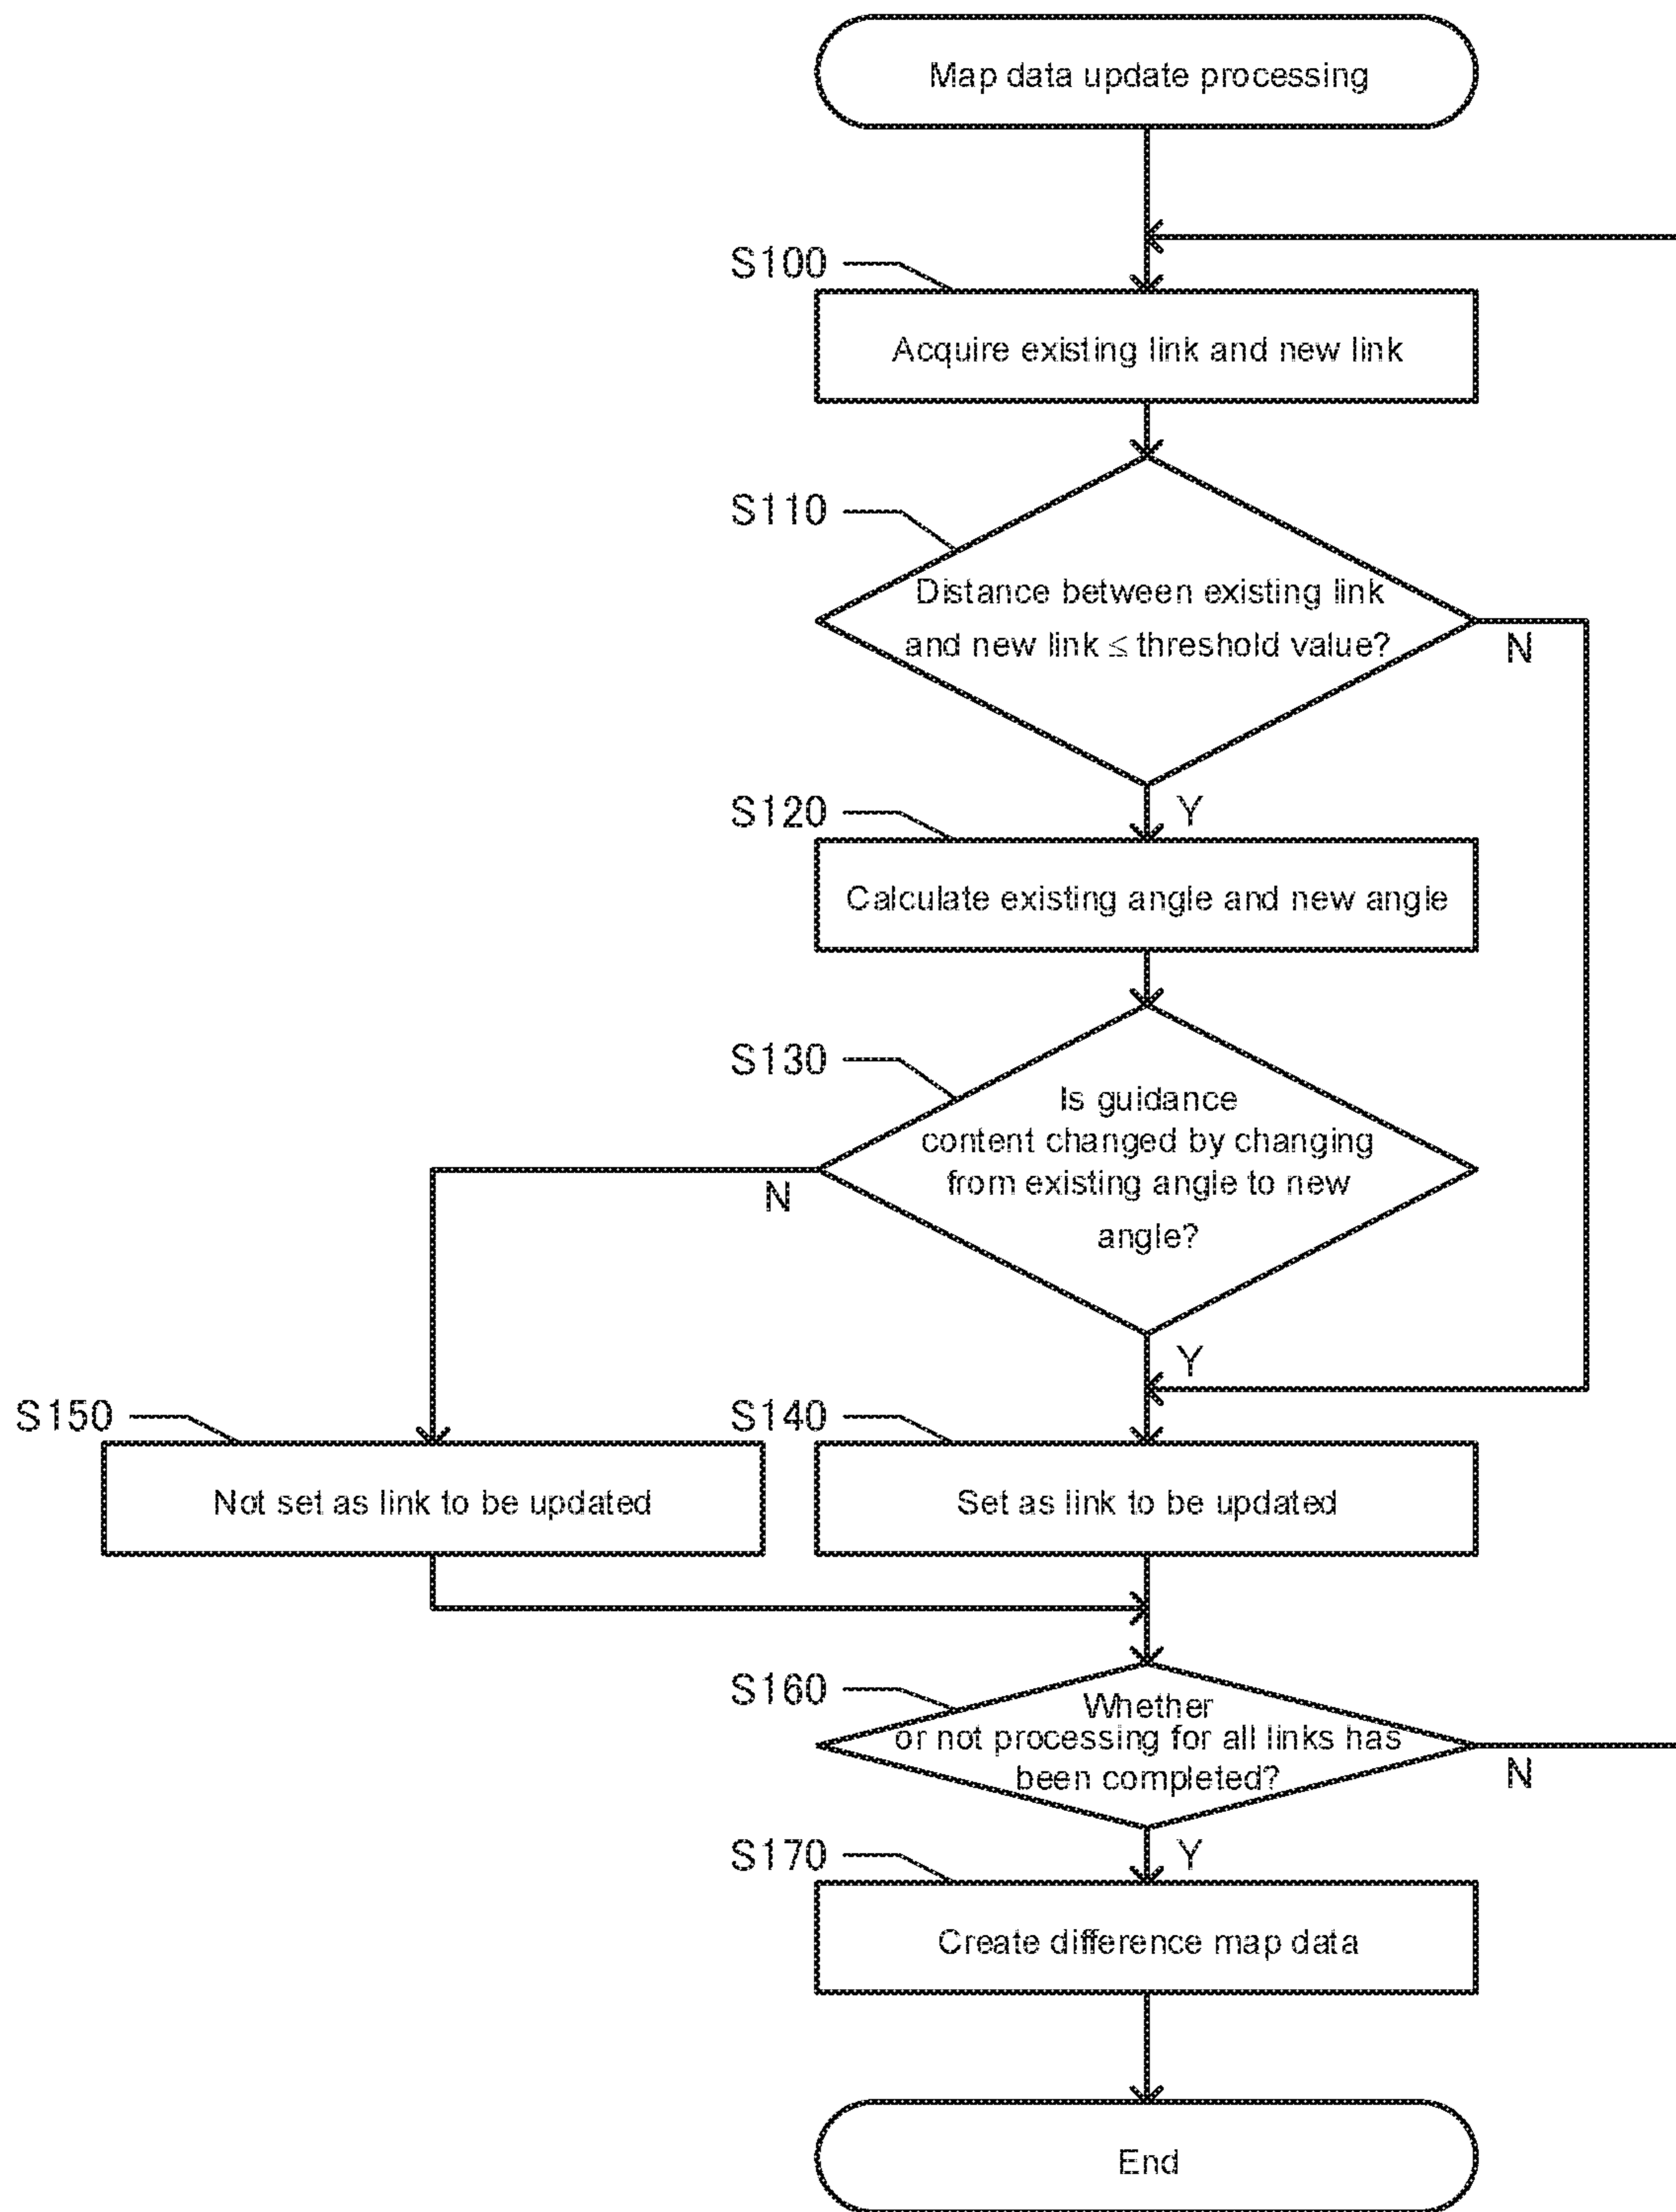 Map data update processing
S100
Acquire existing link and new link
S110
Distance between existing link
and new link ≤ threshold value?
N
Y
S120
Calculate existing angle and new angle
S130
Is guidance
content changed by changing
from existing angle to new
angle?
N
Y
S150
Not set as link to be updated
S140
Set as link to be updated
S160
Whether
or not processing for all links has
been completed?
N
Y
S170
Create difference map data
End